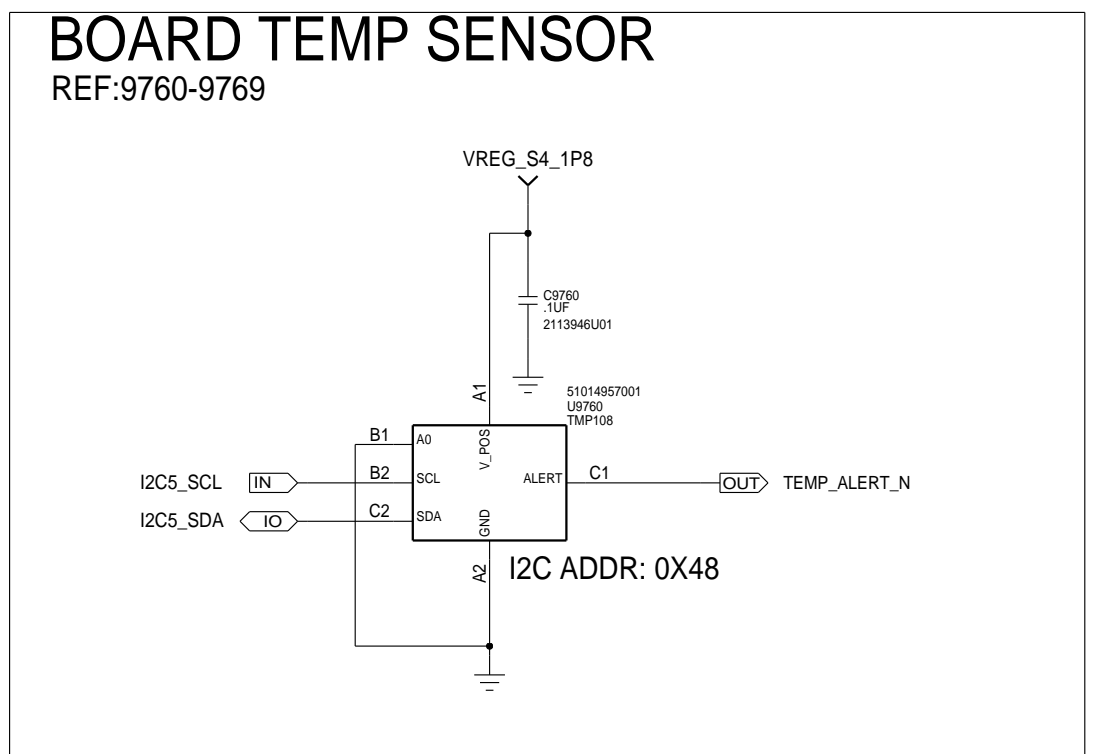 BOARD TEMP SENSOR
REF:9760-9769
VREG_S4_1P8
C9760
.1UF
2113946U01
A1
51014957001
U9760
TMP108
B1
A0
V_POS
I2C5_SCL
IN
B2
SCL
ALERT
C1
OUT
TEMP_ALERT_N
I2C5_SDA
IO
C2
SDA
GND
A2
I2C ADDR: 0X48